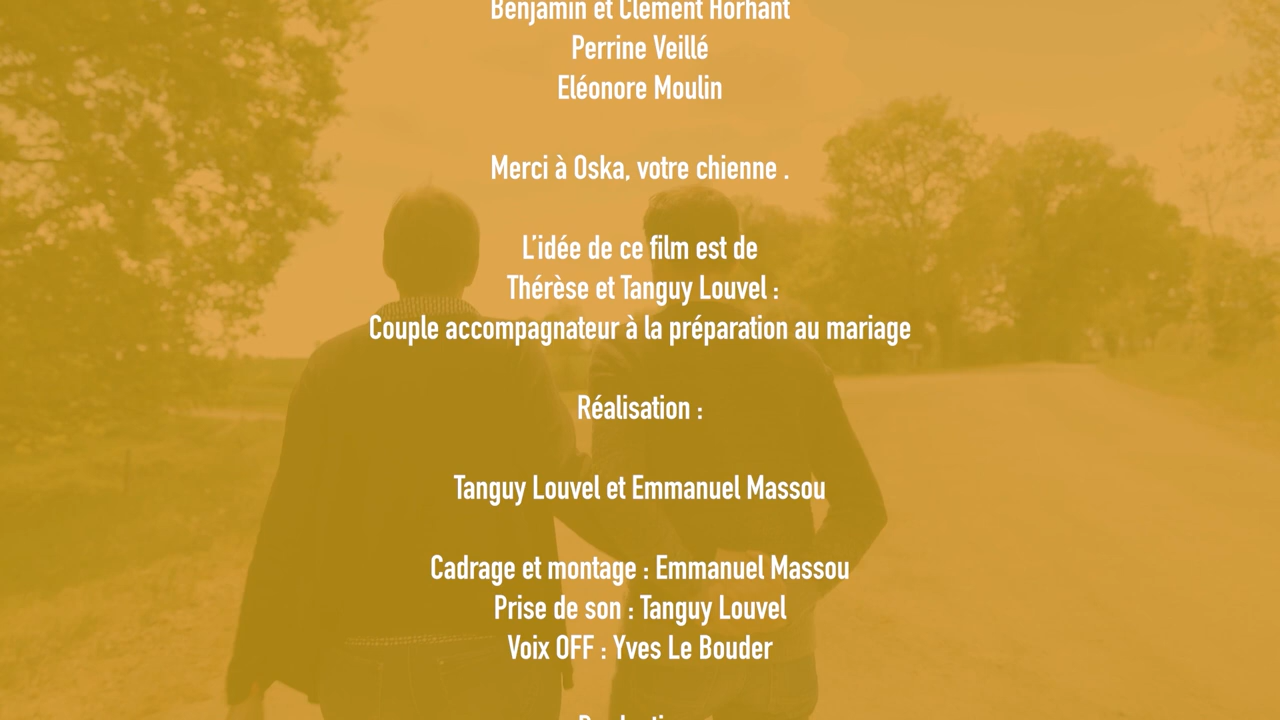 Benjamin et Clément Horhant
Perrine Veillé
Eléonore Moulin
Merci à Oska, votre chienne .
L'idée de ce film est de
Thérèse et Tanguy Louvel :
Couple accompagnateur à la préparation au mariage
Réalisation :
Tanguy Louvel et Emmanuel Massou
Cadrage et montage : Emmanuel Massou
Prise de son : Tanguy Louvel
Voix OFF : Yves Le Bouder